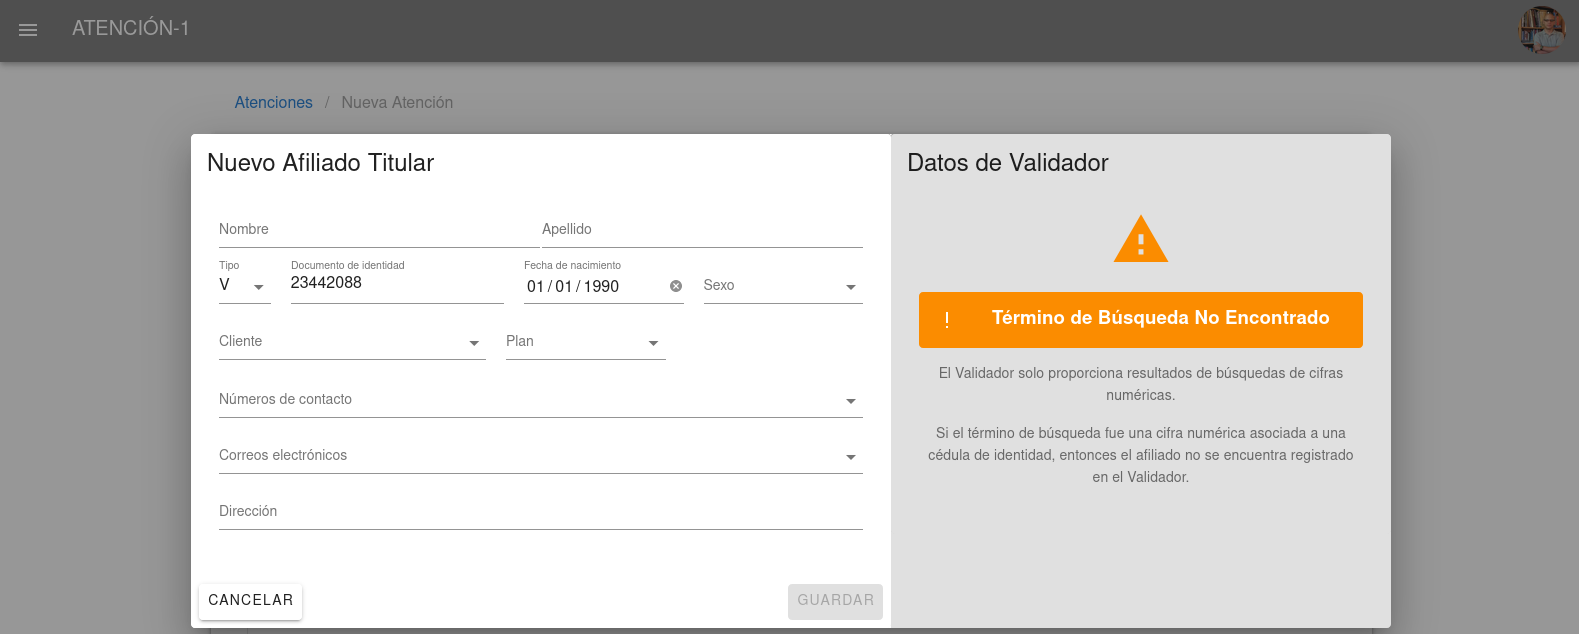 ATENCIÓN-1
Atenciones / Nueva Atención
Nuevo Afiliado Titular
Nombre Apellido
Tipo Documento de identidad Fecha de nacimiento
V 23442088 01/01/1990 Sexo
Cliente Plan
Números de contacto
Correos electrónicos
Dirección
CANCELAR GUARDAR
Datos de Validador
! Término de Búsqueda No Encontrado
El Validador solo proporciona resultados de búsquedas de cifras
numéricas.
Si el término de búsqueda fue una cifra numérica asociada a una
cédula de identidad, entonces el afiliado no se encuentra registrado
en el Validador.